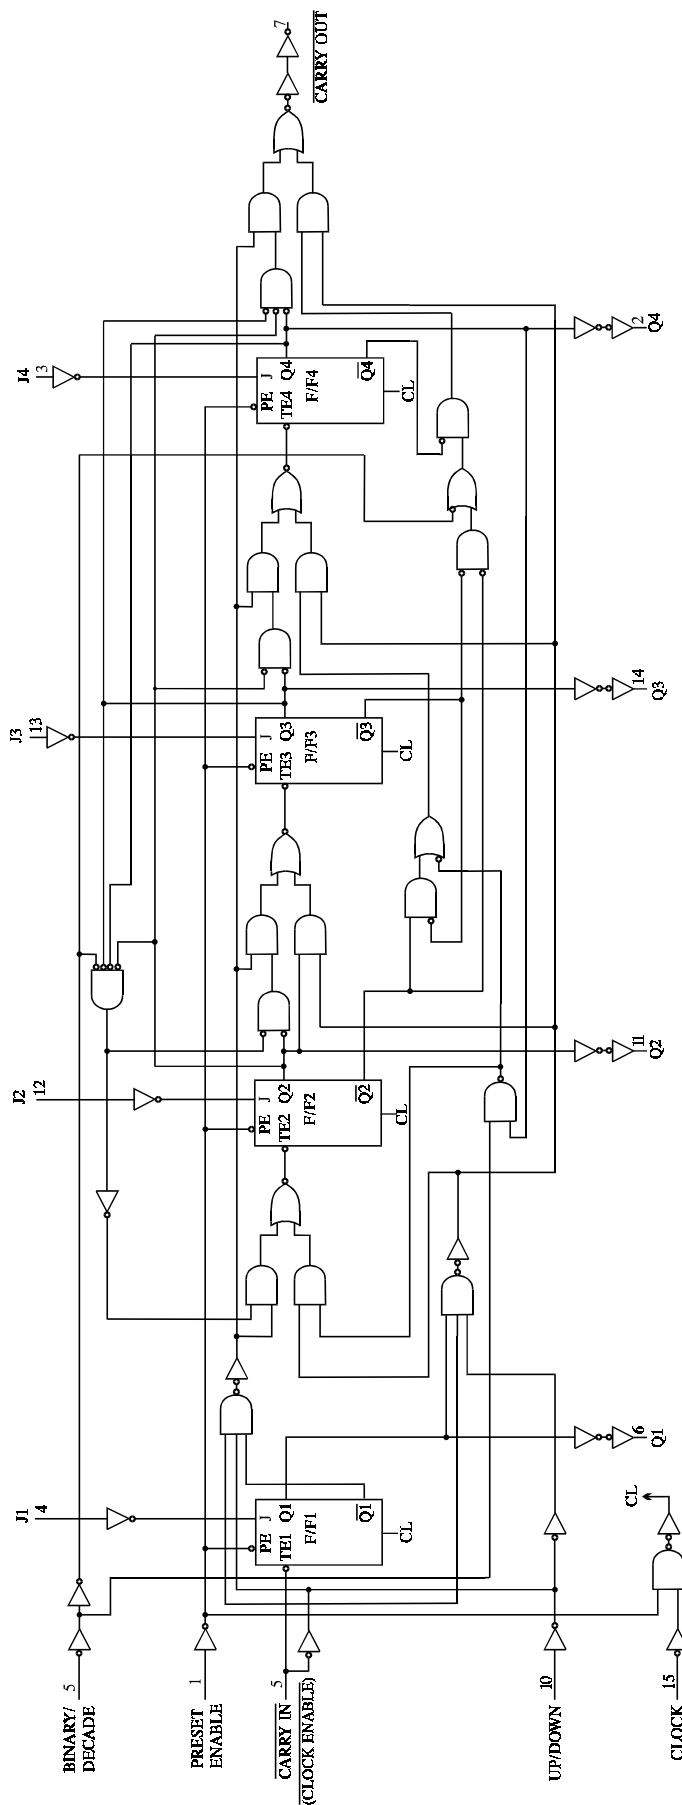 7
CARRY OUT
J4
3
J
Q4
PE
TE4
F/F4
Q4
CL
2
Q4
J3
13
J
Q3
PE
TE3
F/F3
Q3
CL
14
Q3
J2
12
J
Q2
PE
TE2
F/F2
Q2
CL
11
Q2
J1
4
J
Q1
PE
TE1
F/F1
Q1
CL
6
Q1
CL
5
BINARY/
DECADE
1
PRESET
ENABLE
5
CARRY IN
(CLOCK ENABLE)
10
UP/DOWN
15
CLOCK